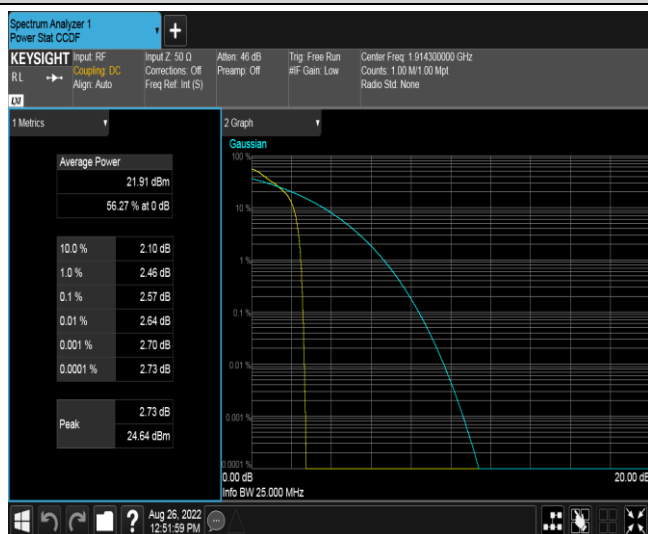 Spectrum Analyzer 1
Power Stat CCDF
KEYSIGHT
RL
LXI
Input: RF
Coupling: DC
Align: Auto
Input Z: 50 Ω
Corrections: Off
Freq Ref: Int (S)
Atten: 46 dB
Preamp: Off
Trig: Free Run
#IF Gain: Low
Center Freq: 1.914300000 GHz
Counts: 1.00 M/1.00 Mpt
Radio Std: None
1 Metrics
Average Power
21.91 dBm
56.27 % at 0 dB
10.0 % 2.10 dB
1.0 % 2.46 dB
0.1 % 2.57 dB
0.01 % 2.64 dB
0.001 % 2.70 dB
0.0001 % 2.73 dB
Peak
2.73 dB
24.64 dBm
2 Graph
Gaussian
100 %
10 %
1 %
0.1 %
0.01 %
0.001 %
0.0001 %
0.00 dB
20.00 dB
Info BW 25.000 MHz
?
Aug 26, 2022
12:51:59 PM